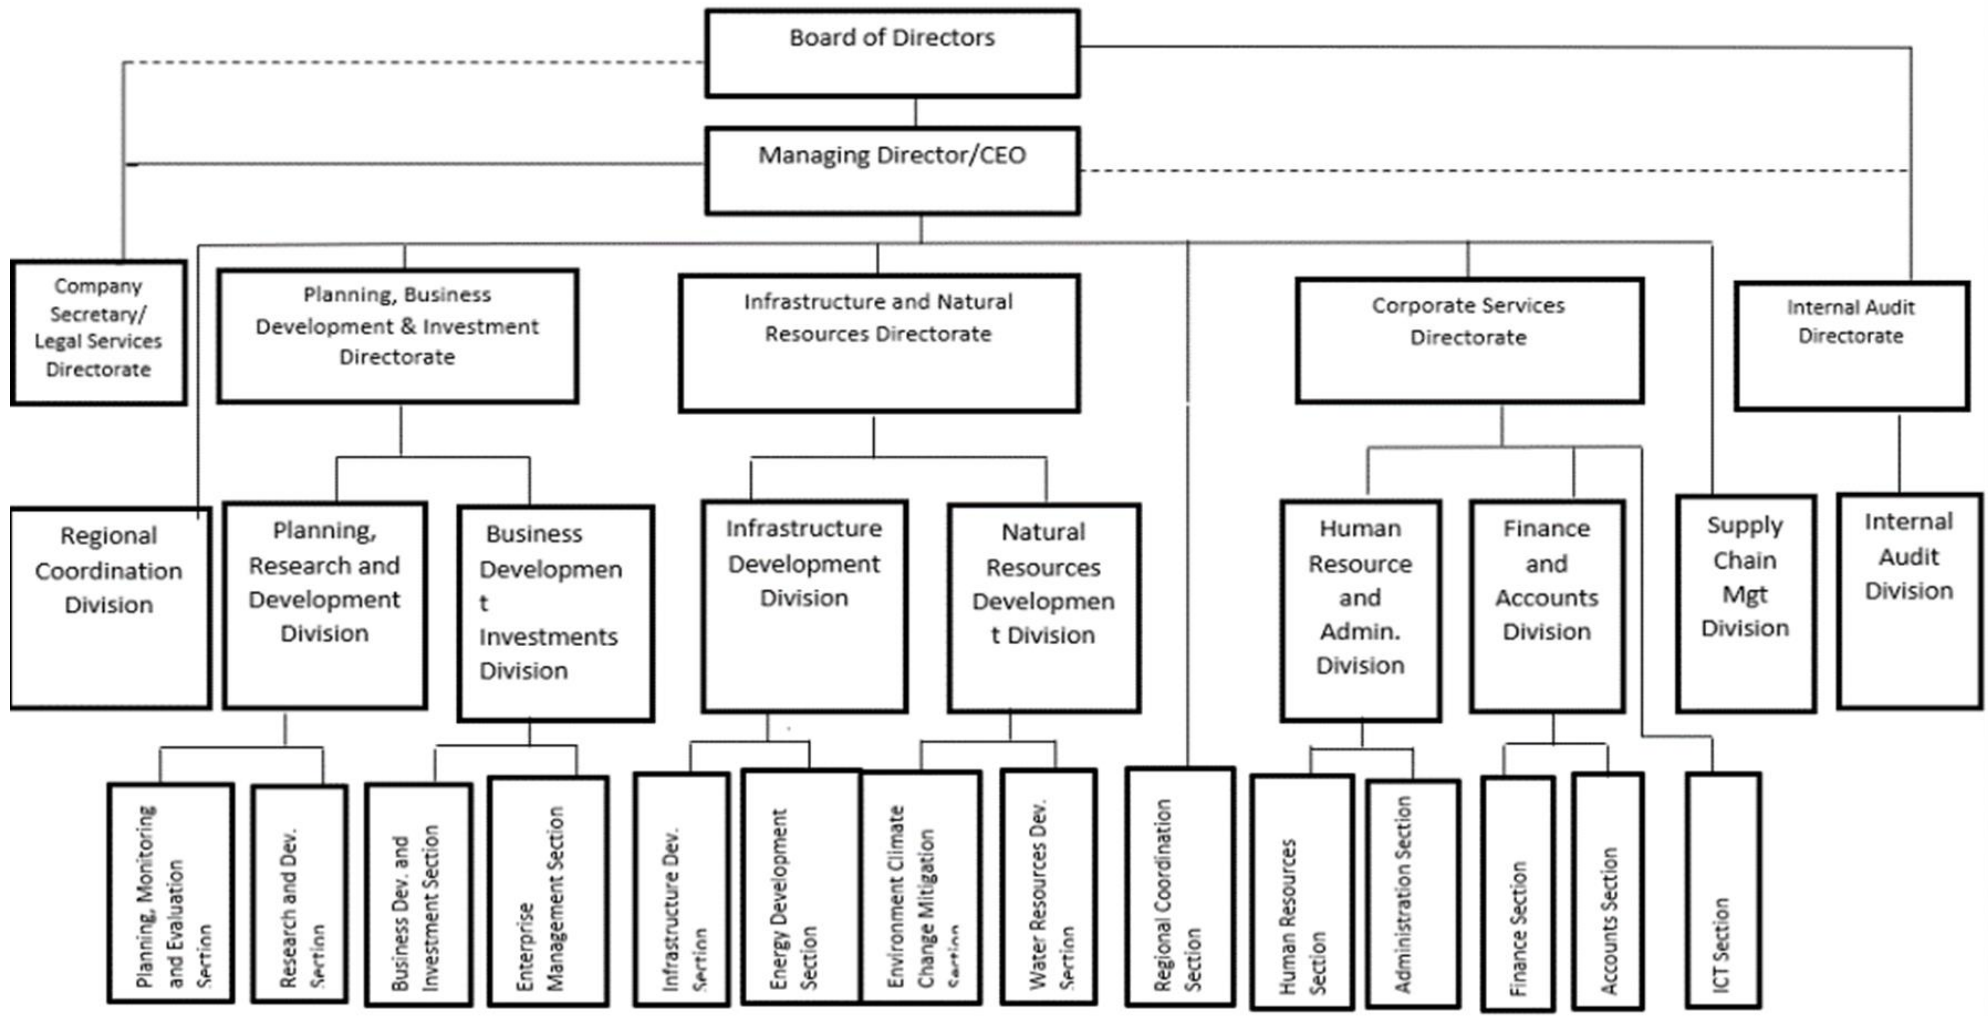 Board of Directors
Managing Director/CEO
Company
Secretary/
Legal Services
Directorate
Planning, Business
Development & Investment
Directorate
Infrastructure and Natural
Resources Directorate
Corporate Services
Directorate
Internal Audit
Directorate
Regional
Coordination
Division
Planning,
Research and
Development
Division
Business
Developmen
t
Investments
Division
Infrastructure
Development
Division
Natural
Resources
Developmen
t Division
Human
Resource
and
Admin.
Division
Finance
and
Accounts
Division
Supply
Chain
Mgt
Division
Internal
Audit
Division
Planning, Monitoring
and Evaluation
Section
Research and Dev.
Section
Business Dev. and
Investment Section
Enterprise
Management Section
Infrastructure Dev.
Section
Energy Development
Section
Environment Climate
Change Mitigation
Section
Water Resources Dev.
Section
Regional Coordination
Section
Human Resources
Section
Administration Section
Finance Section
Accounts Section
ICT Section